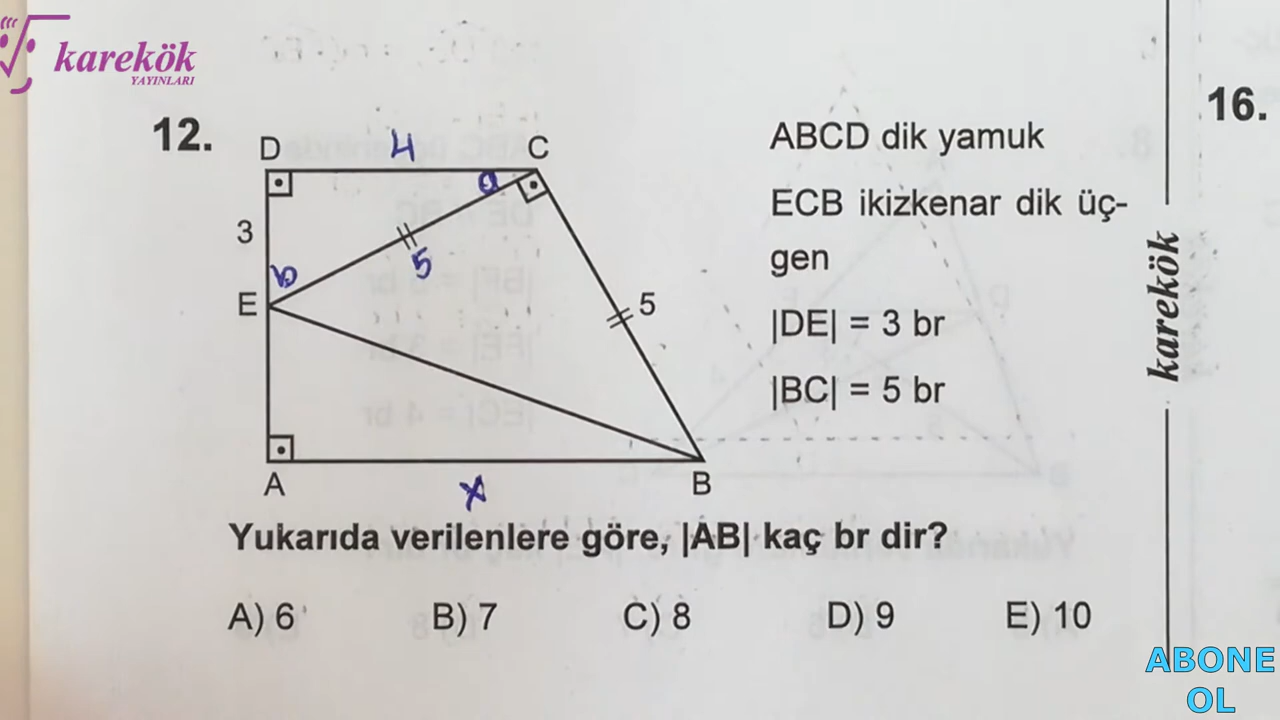 karekök
YAYINLARI
12.
D
4
C
a
3
5
b
E
5
A
x
B
ABCD dik yamuk
ECB ikizkenar dik üç-
gen
|DE| = 3 br
|BC| = 5 br
Yukarıda verilenlere göre, |AB| kaç br dir?
A) 6
B) 7
C) 8
D) 9
E) 10
karekök
16.
ABONE
OL